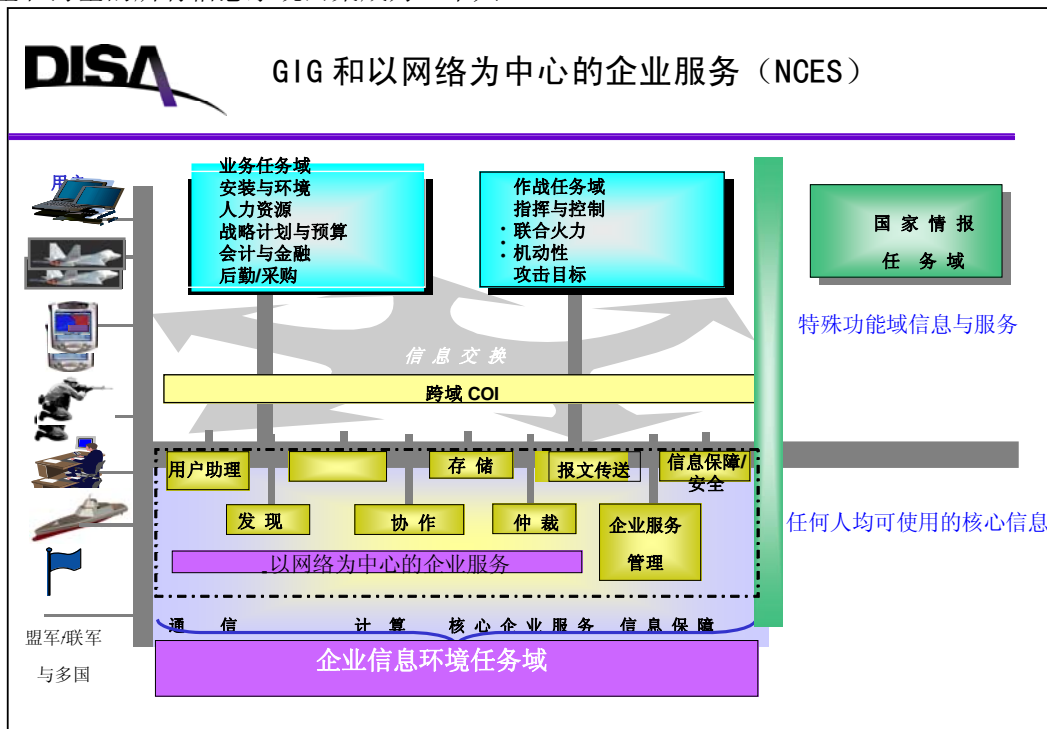 DISA
GIG 和以网络为中心的企业服务（NCES）
业务任务域
安装与环境
人力资源
战略计划与预算
会计与金融
后勤/采购
作战任务域
指挥与控制
：联合火力
：机动性
攻击目标
国家情报
任务域
特殊功能域信息与服务
信息交换
跨域 COI
用户助理
存储
报文传送
信息保障/
安全
发现
协作
仲裁
企业服务
管理
以网络为中心的企业服务
任何人均可使用的核心信息
通信 计算 核心企业服务 信息保障
企业信息环境任务域
盟军/联军
与多国